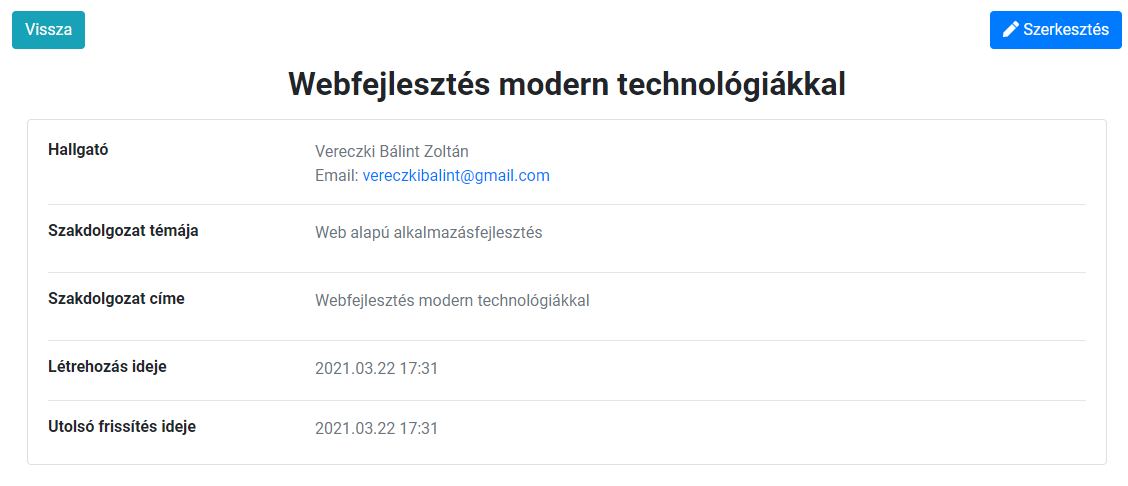 Vissza
Szerkesztés
Webfejlesztés modern technológiákkal
Hallgató
Vereczki Bálint Zoltán
Email: vereczkibalint@gmail.com
Szakdolgozat témája
Web alapú alkalmazásfejlesztés
Szakdolgozat címe
Webfejlesztés modern technológiákkal
Létrehozás ideje
2021.03.22 17:31
Utolsó frissítés ideje
2021.03.22 17:31